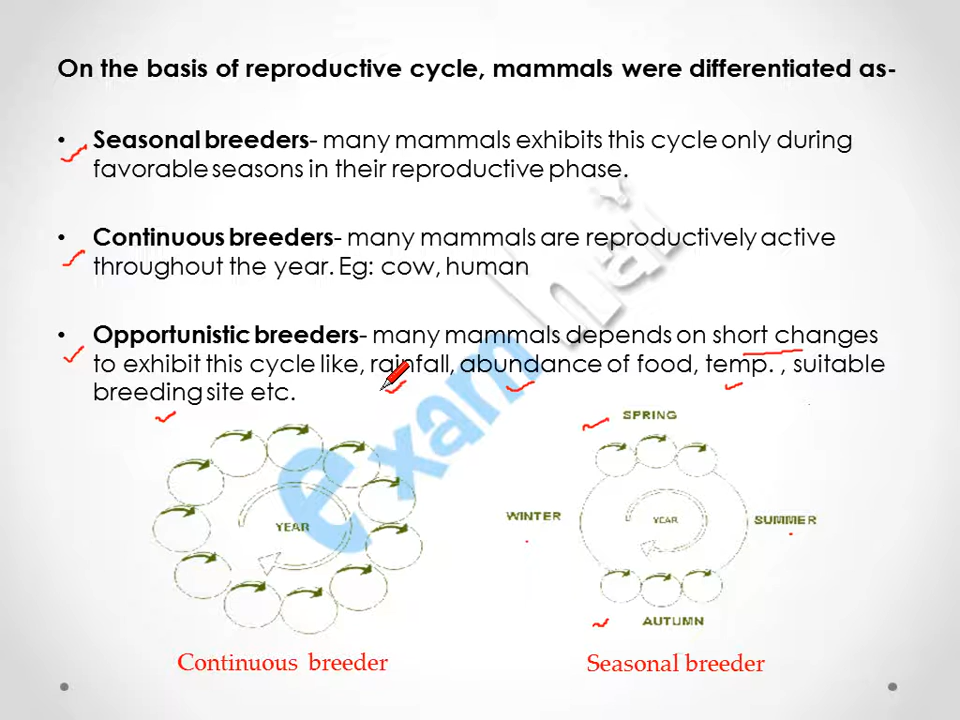 On the basis of reproductive cycle, mammals were differentiated as-
• Seasonal breeders- many mammals exhibits this cycle only during
favorable seasons in their reproductive phase.
• Continuous breeders- many mammals are reproductively active
throughout the year. Eg: cow, human
• Opportunistic breeders- many mammals depends on short changes
to exhibit this cycle like, rainfall, abundance of food, temp. , suitable
breeding site etc.
examhai
SPRING
YEAR
WINTER
YEAR
SUMMER
AUTUMN
Continuous breeder
Seasonal breeder